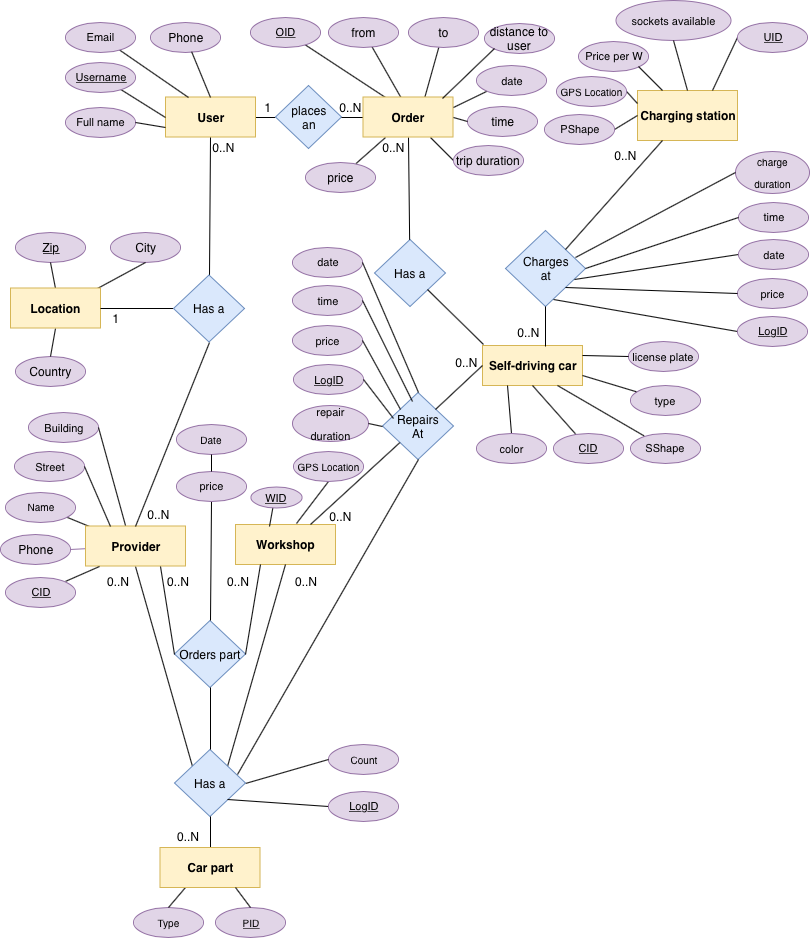 sockets available
Email
Phone
OID
from
to
distance to
user
UID
Price per W
Username
date
GPS Location
User
1
places
an
0..N
Order
Charging station
Full name
time
PShape
0..N
0..N
trip duration
0..N
price
charge
duration
time
Zip
City
date
Has a
Charges
at
date
price
time
Location
Has a
1
LogID
price
0..N
license plate
0..N
Self-driving car
Country
LogID
type
repair
duration
Repairs
At
Building
Date
color
CID
SShape
Street
GPS Location
price
WID
Name
0..N
0..N
Provider
Workshop
Phone
0..N
0..N
0..N
0..N
CID
Orders part
Count
Has a
LogID
0..N
Car part
Type
PID